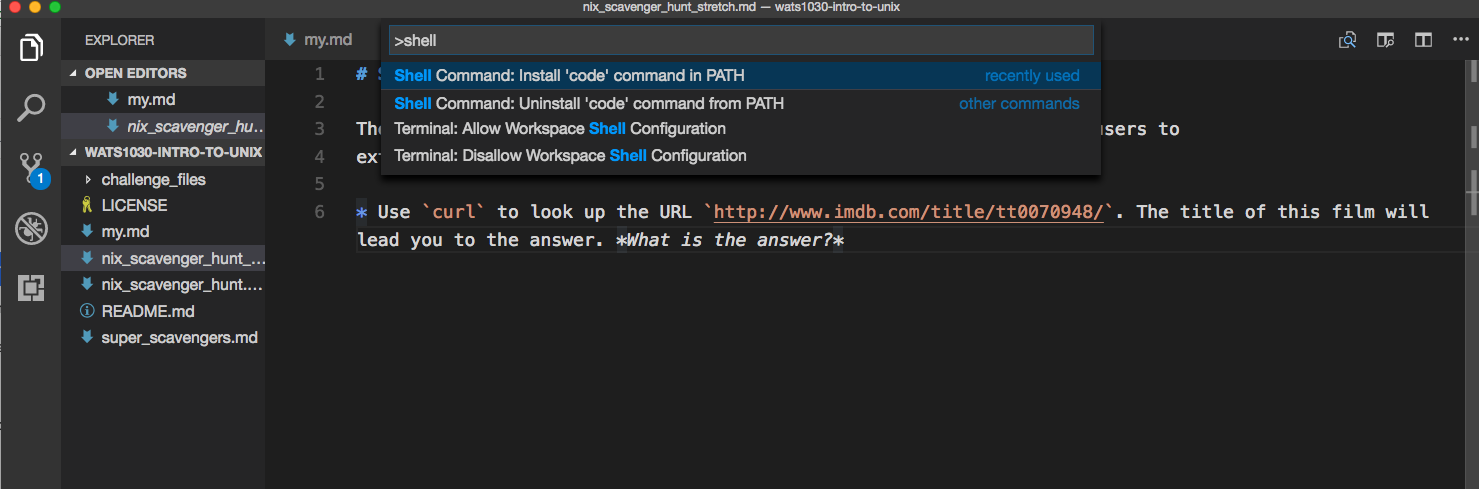 nix_scavenger_hunt_stretch.md — wats1030-intro-to-unix
EXPLORER
OPEN EDITORS
my.md
nix_scavenger_hu...
WATS1030-INTRO-TO-UNIX
challenge_files
LICENSE
my.md
nix_scavenger_hunt_...
nix_scavenger_hunt....
README.md
super_scavengers.md
1
my.md
>shell
Shell Command: Install 'code' command in PATH recently used
Shell Command: Uninstall 'code' command from PATH other commands
Terminal: Allow Workspace Shell Configuration
Terminal: Disallow Workspace Shell Configuration
1 #
2
3 users to
4
5
6 * Use `curl` to look up the URL `http://www.imdb.com/title/tt0070948/`. The title of this film will
lead you to the answer. *What is the answer?*